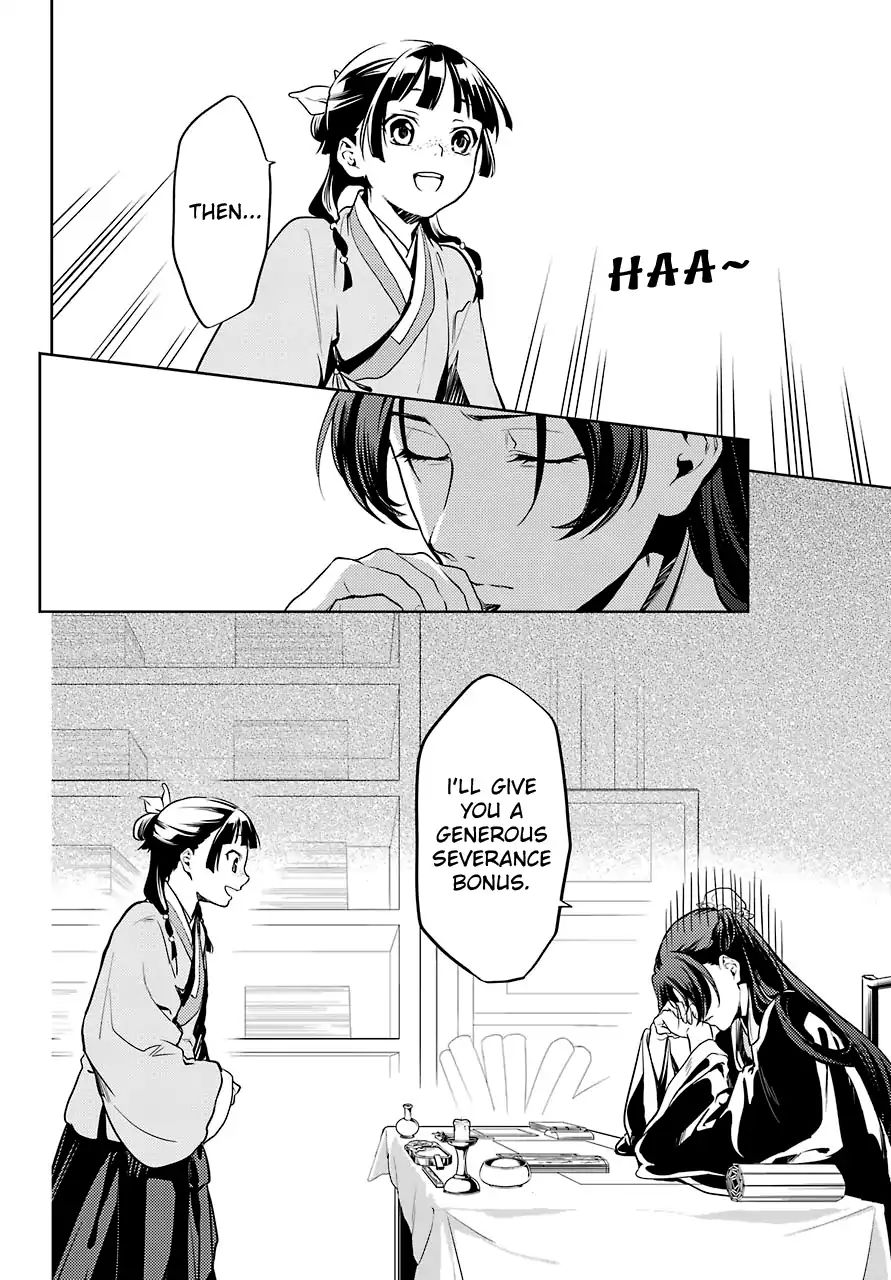 THEN...
HAA~
I'LL GIVE
YOU A
GENEROUS
SEVERANCE
BONUS.